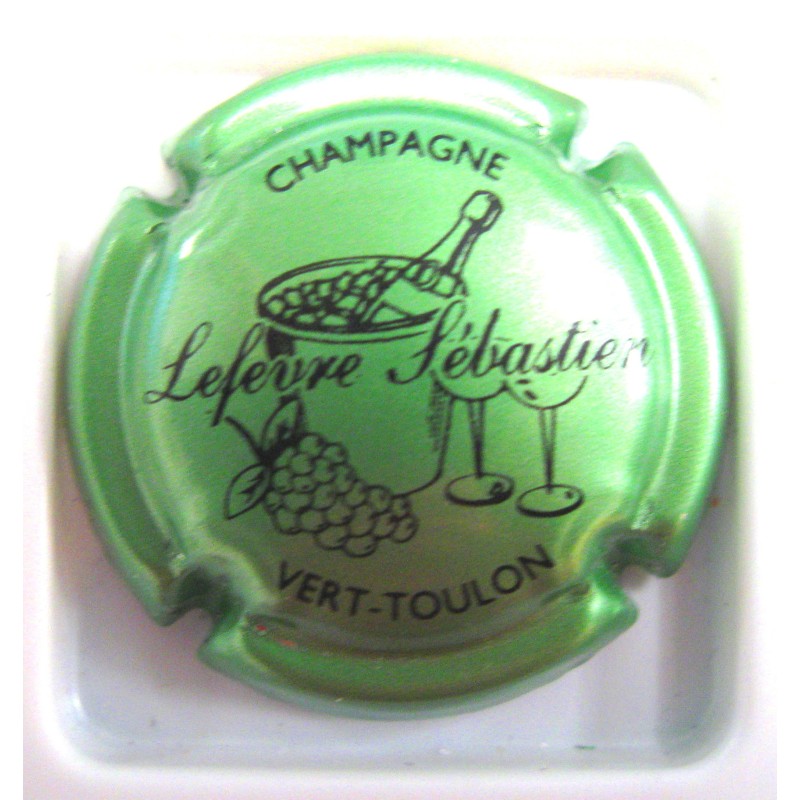 CHAMPAGNE
Lefevre Sébastien
VERT-TOULON